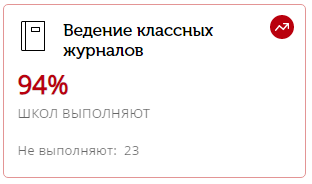 Ведение классных
журналов
94%
ШКОЛ ВЫПОЛНЯЮТ
Не выполняют: 23